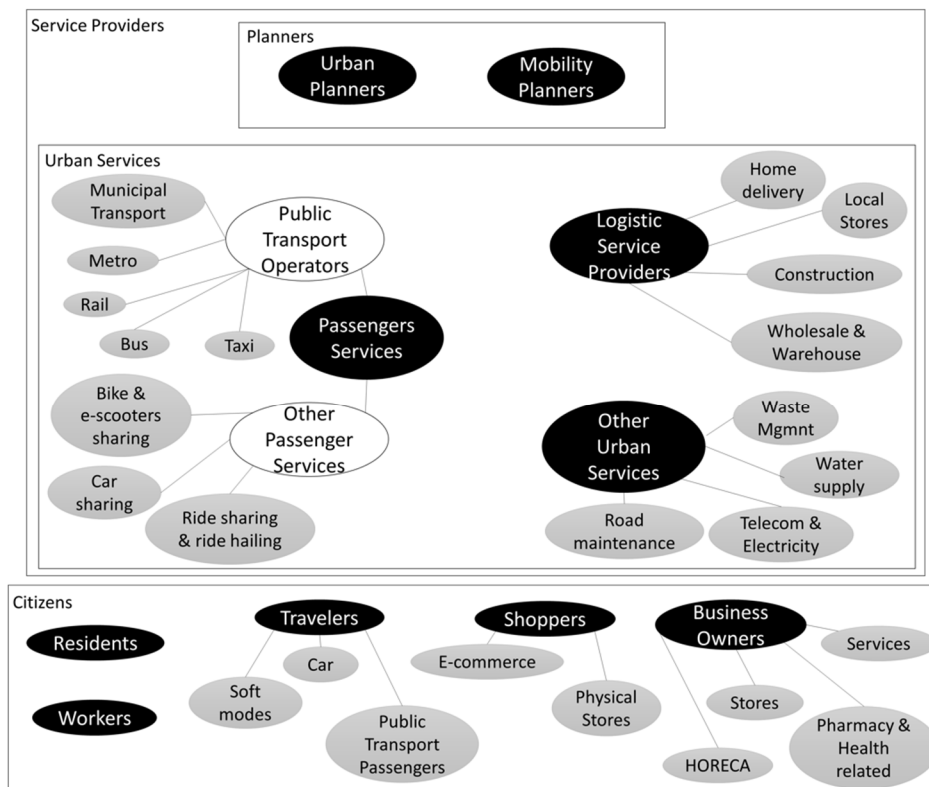 Service Providers
Planners
Urban
Planners
Mobility
Planners
Urban Services
Municipal
Transport
Metro
Rail
Bus
Taxi
Public
Transport
Operators
Passengers
Services
Bike &
e-scooters
sharing
Car
sharing
Ride sharing
& ride hailing
Other
Passenger
Services
Logistic
Service
Providers
Home
delivery
Local
Stores
Construction
Wholesale &
Warehouse
Other
Urban
Services
Waste
Mgmnt
Water
supply
Road
maintenance
Telecom &
Electricity
Citizens
Residents
Workers
Travelers
Soft
modes
Car
Public
Transport
Passengers
Shoppers
E-commerce
Physical
Stores
Business
Owners
Services
Stores
HORECA
Pharmacy &
Health
related